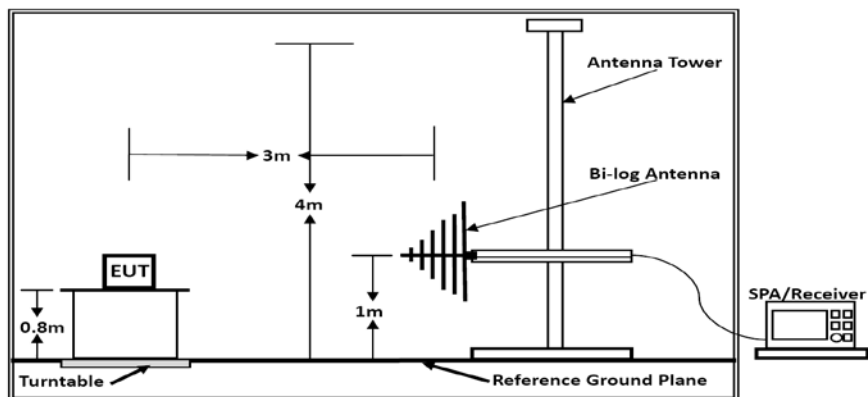 Antenna Tower
3m
Bi-log Antenna
4m
EUT
SPA/Receiver
0.8m
1m
Turntable
Reference Ground Plane